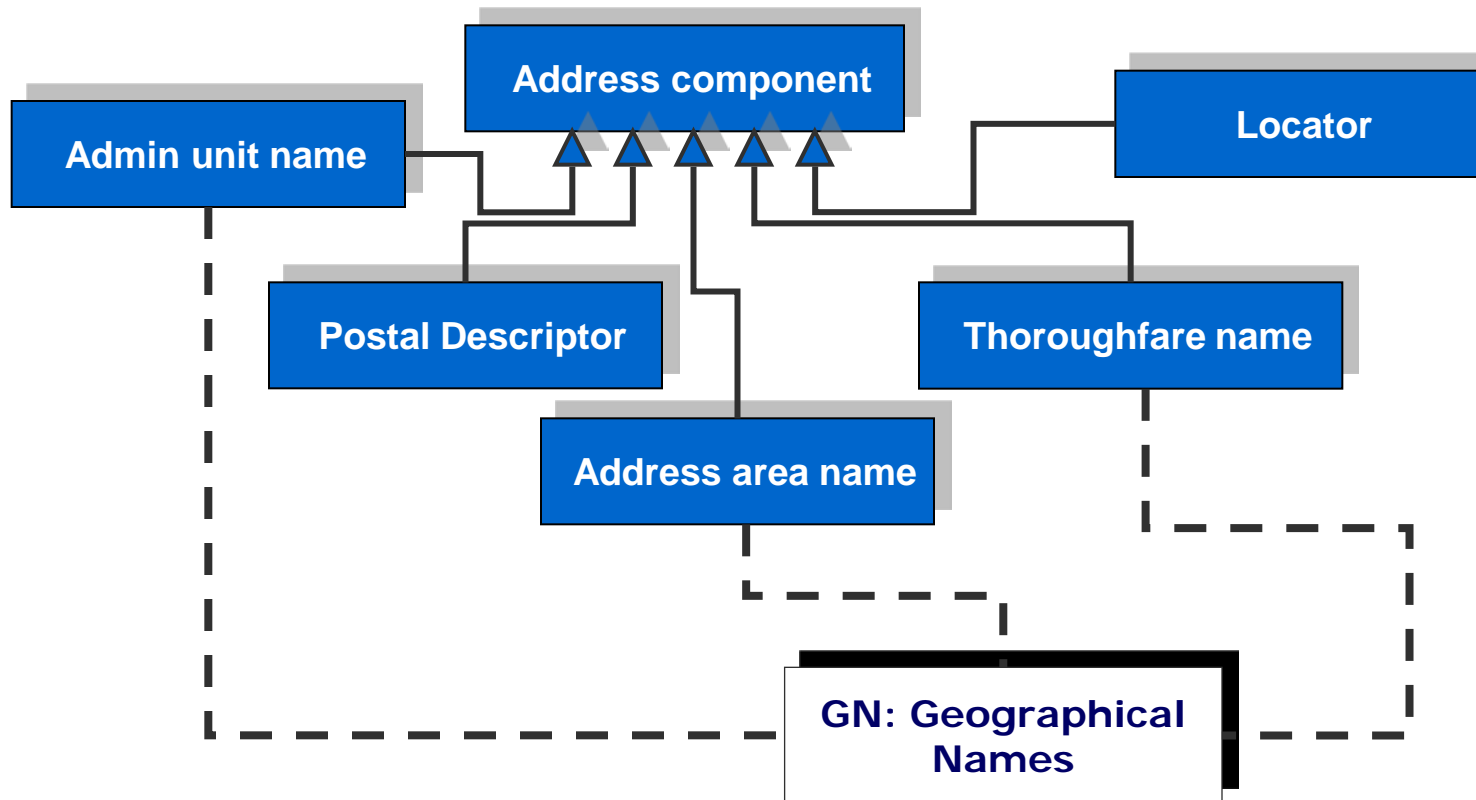 Address component
Admin unit name
Locator
Postal Descriptor
Thoroughfare name
Address area name
GN: Geographical
Names